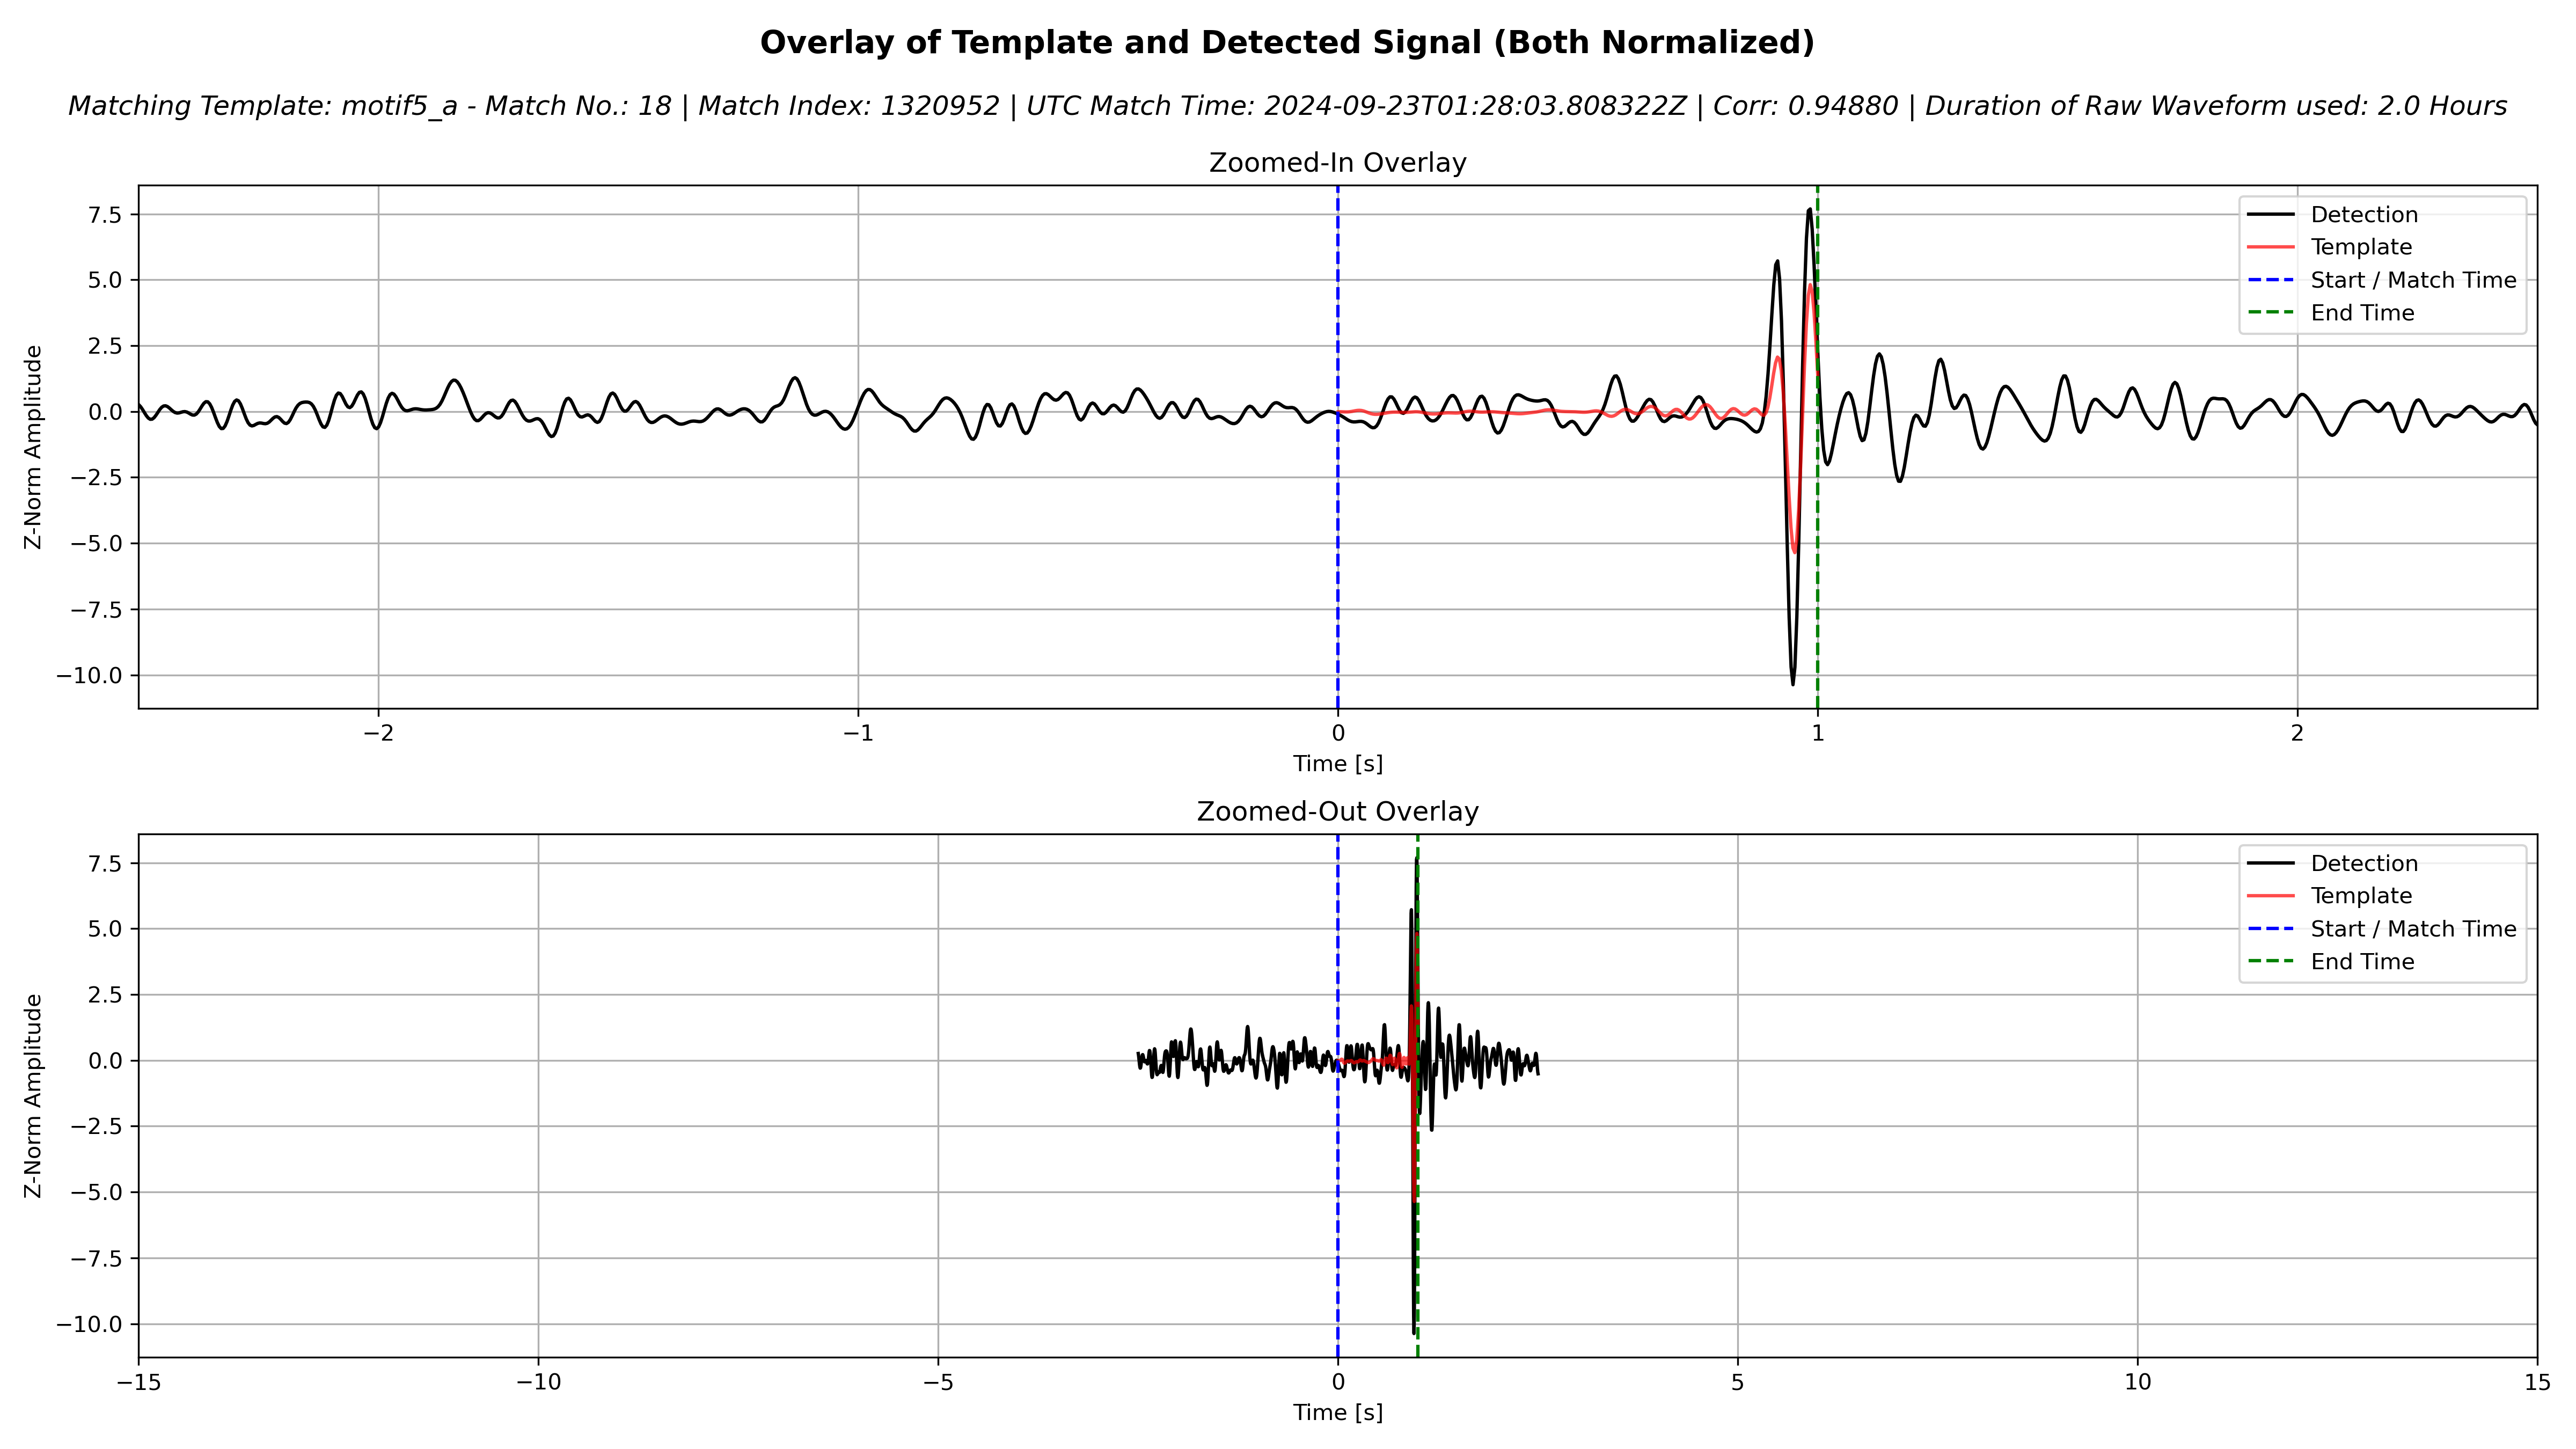 Overlay of Template and Detected Signal (Both Normalized)
Matching Template: motif5_a - Match No.: 18 | Match Index: 1320952 | UTC Match Time: 2024-09-23T01:28:03.808322Z | Corr: 0.94880 | Duration of Raw Waveform used: 2.0 Hours
Zoomed-In Overlay
Z-Norm Amplitude
7.5
5.0
2.5
0.0
−2.5
−5.0
−7.5
−10.0
Detection
Template
Start / Match Time
End Time
−2 −1 0 1 2
Time [s]
Zoomed-Out Overlay
Z-Norm Amplitude
7.5
5.0
2.5
0.0
−2.5
−5.0
−7.5
−10.0
Detection
Template
Start / Match Time
End Time
−15 −10 −5 0 5 10 15
Time [s]